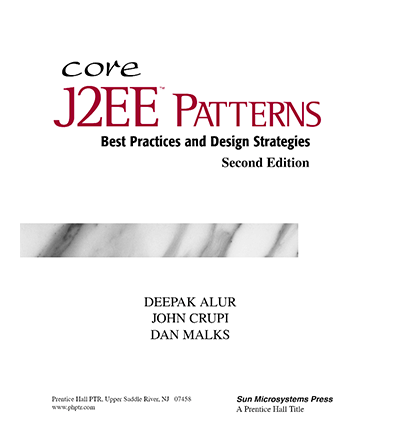 core
J2EE™ PATTERNS
Best Practices and Design Strategies
Second Edition
DEEPAK ALUR
JOHN CRUPI
DAN MALKS
Prentice Hall PTR, Upper Saddle River, NJ 07458
www.phptr.com
Sun Microsystems Press
A Prentice Hall Title